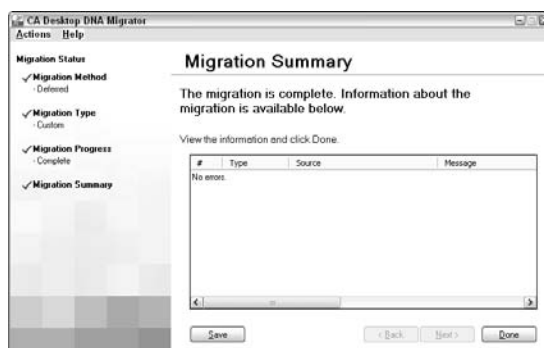 CA Desktop DNA Migrator
Actions Help
Migration Status
Migration Method
- Deferred
Migration Type
- Custom
Migration Progress
- Complete
Migration Summary
Migration Summary
The migration is complete. Information about the
migration is available below.
View the information and click Done.
# Type Source Message
No errors.
Save < Back Next > Done